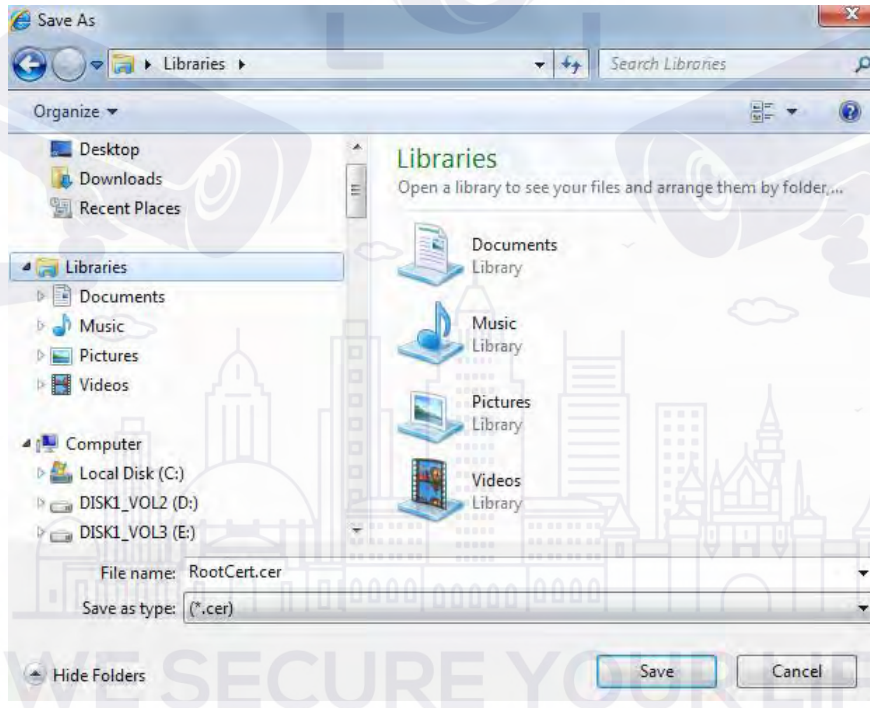 Save As
Libraries
Search Libraries
Organize
Desktop
Downloads
Recent Places
Libraries
Documents
Music
Pictures
Videos
Computer
Local Disk (C:)
DISK1_VOL2 (D:)
DISK1_VOL3 (E:)
Libraries
Open a library to see your files and arrange them by folder,...
Documents
Library
Music
Library
Pictures
Library
Videos
Library
File name: RootCert.cer
Save as type: (*.cer)
Hide Folders
Save
Cancel
WE SECURE YOUR LIF